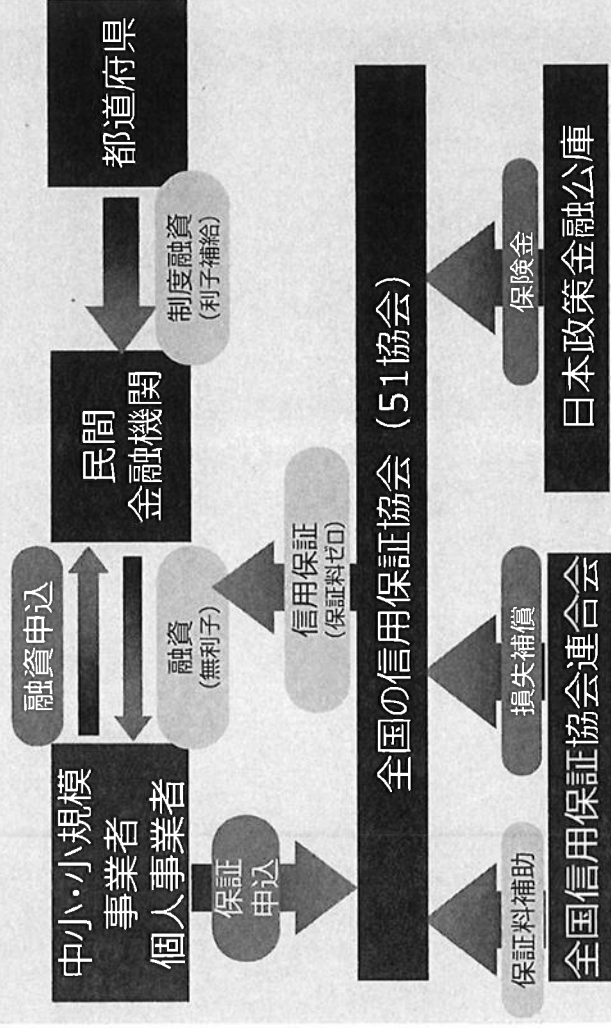 融資申込
中小・小規模
事業者
個人事業者
民間
金融機関
都道府県
融資
(無利子)
制度融資
(利子補給)
保証
申込
信用保証
(保証料ゼロ)
全国の信用保証協会（51協会）
保証料補助
損失補償
保険金
全国信用保証協会連合会
日本政策金融公庫